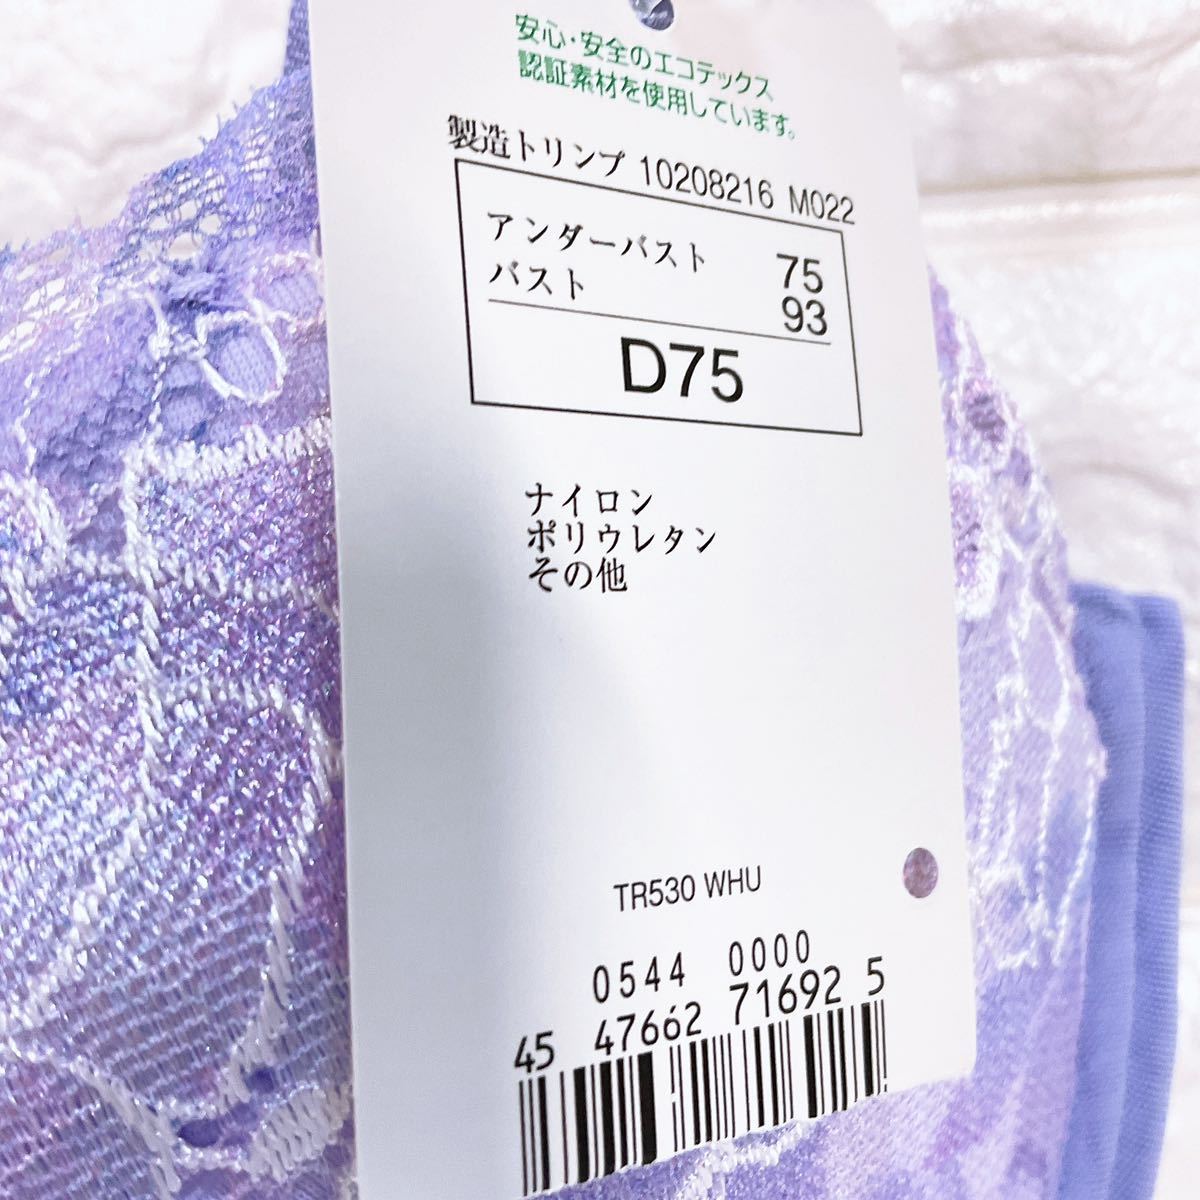 安心・安全のエコテックス
認証素材を使用しています。
製造トリンプ 10208216 M022
アンダーバスト 75
バスト 93
D75
ナイロン
ポリウレタン
その他
TR530 WHU
0544 0000
45 47662 71692 5